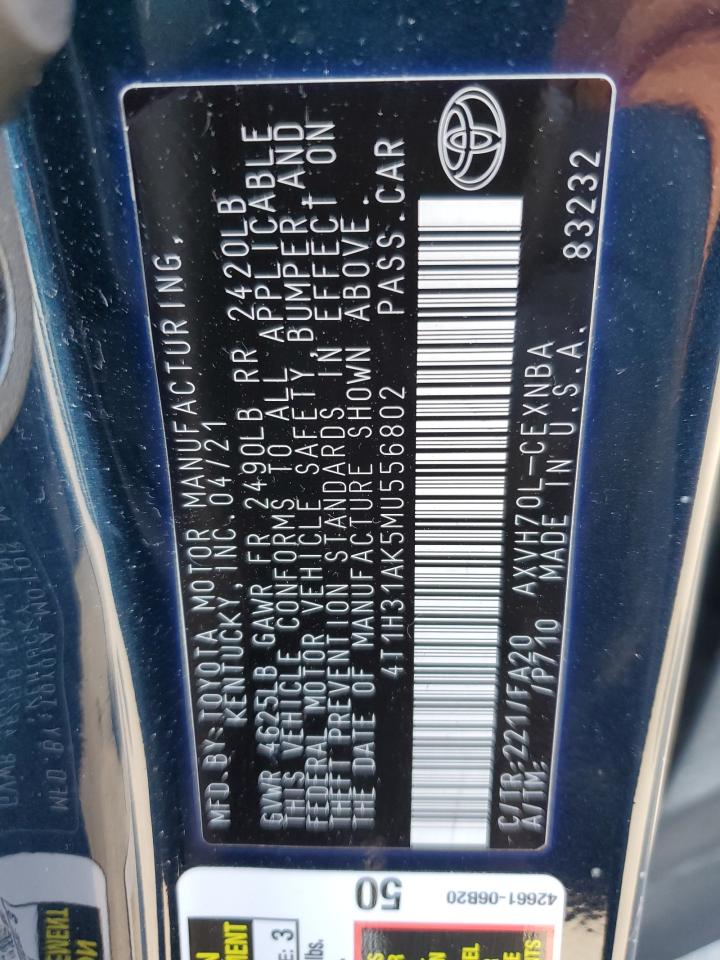 MFD.BY:TOYOTA MOTOR MANUFACTURING,
KENTUCKY, INC. 04/21
GVWR 4625LB GAWR FR 2490LB RR 2420LB
THIS VEHICLE CONFORMS TO ALL APPLICABLE
FEDERAL MOTOR VEHICLE SAFETY,BUMPER AND
THEFT PREVENTION STANDARDS IN EFFECT ON
THE DATE OF MANUFACTURE SHOWN ABOVE.
4T1H31AK5MU556802 PASS.CAR
C/TR:221/FA20 AXVH70L-CEXNBA
A/TM: /P710 MADE IN U.S.A. 83232
50
42661-06B20